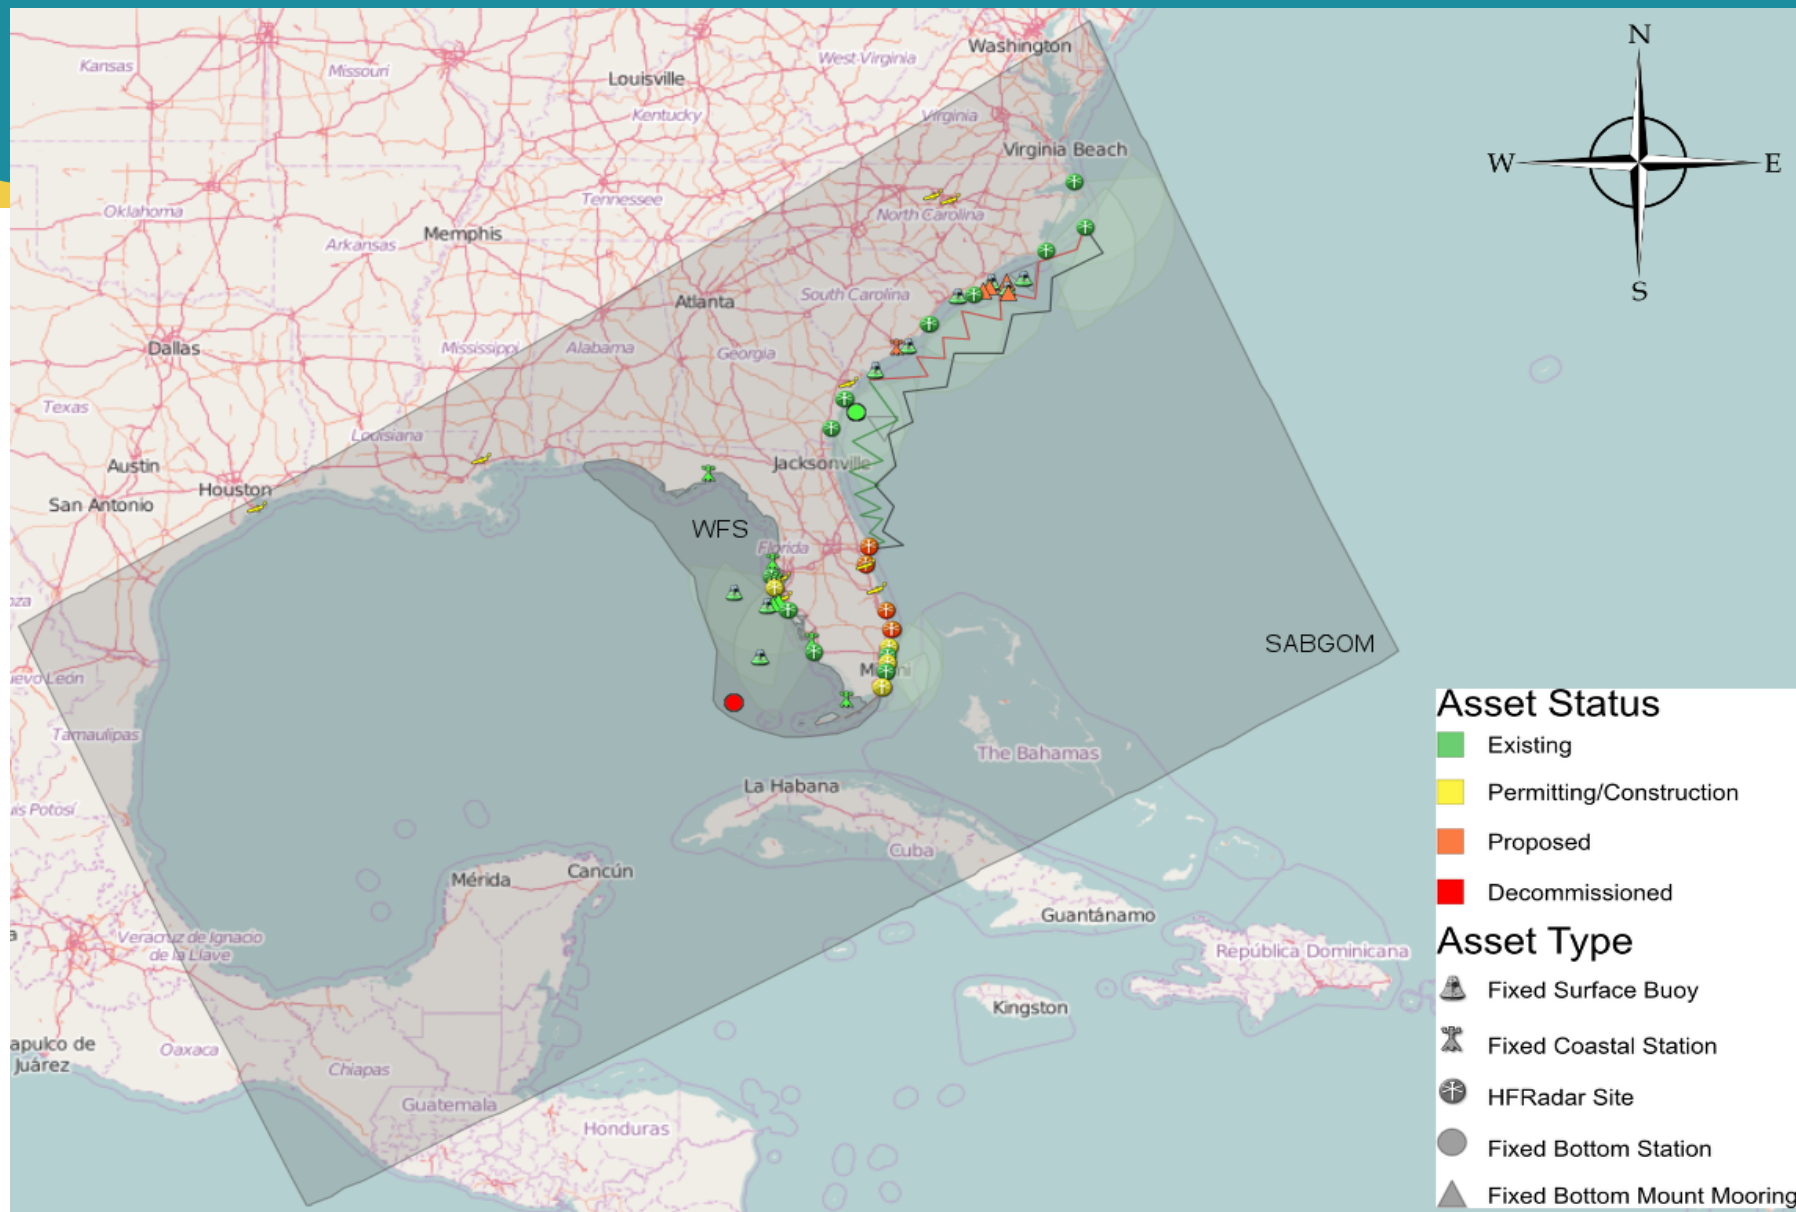 Washington
N
Kansas
Missouri
West Virginia
Louisville
Kentucky
Virginia
Virginia Beach
W
E
Oklahoma
Tennessee
North Carolina
Arkansas
Memphis
Atlanta
South Carolina
S
Dallas
Mississippi
Alabama
Georgia
Texas
Louisiana
Austin
Jacksonville
Houston
San Antonio
WFS
Florida
SABGOM
Tamaulipas
The Bahamas
La Habana
Cuba
Mérida
Cancún
Guantánamo
Veracruz de Ignacio
de la Llave
República Dominicana
Kingston
apulco de
Juárez
Oaxaca
Chiapas
Guatemala
Honduras
Asset Status
Existing
Permitting/Construction
Proposed
Decommissioned
Asset Type
Fixed Surface Buoy
Fixed Coastal Station
HFRadar Site
Fixed Bottom Station
Fixed Bottom Mount Mooring